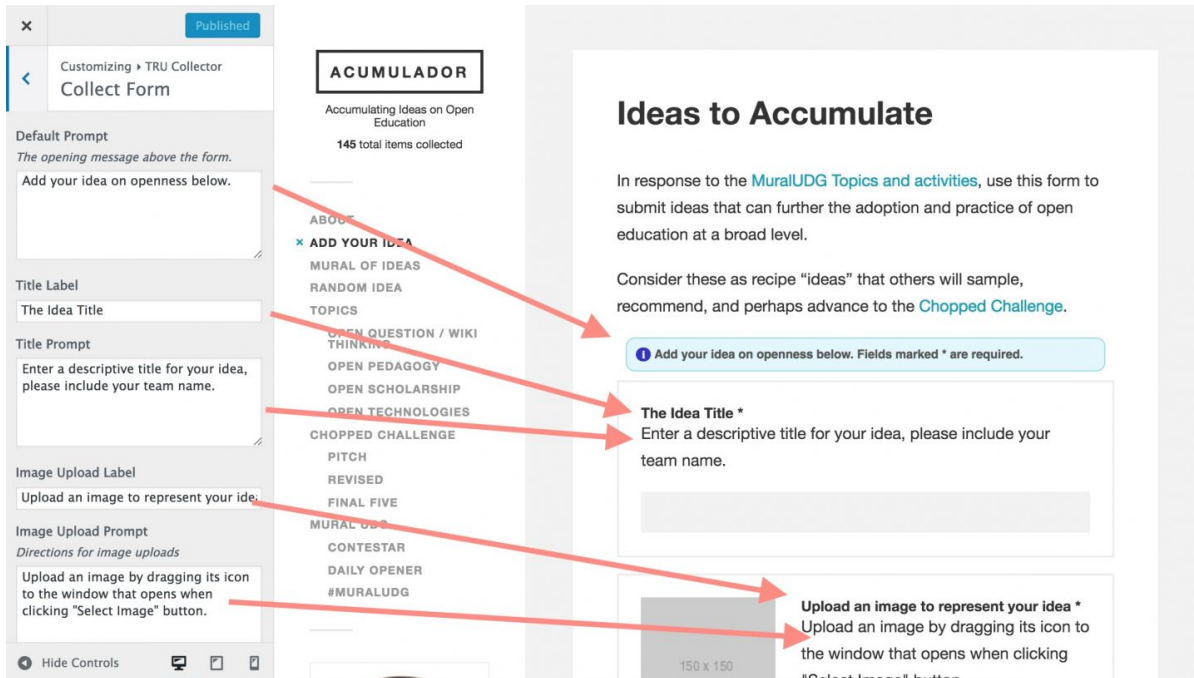 Published
Customizing ▸ TRU Collector
Collect Form
Default Prompt
The opening message above the form.
Add your idea on openness below.
Title Label
The Idea Title
Title Prompt
Enter a descriptive title for your idea,
please include your team name.
Image Upload Label
Upload an image to represent your ide
Image Upload Prompt
Directions for image uploads
Upload an image by dragging its icon
to the window that opens when
clicking "Select Image" button.
Hide Controls
ACUMULADOR
Accumulating Ideas on Open
Education
145 total items collected
ABOUT
× ADD YOUR IDEA
MURAL OF IDEAS
RANDOM IDEA
TOPICS
OPEN QUESTION / WIKI
THINKING
OPEN PEDAGOGY
OPEN SCHOLARSHIP
OPEN TECHNOLOGIES
CHOPPED CHALLENGE
PITCH
REVISED
FINAL FIVE
MURAL UDG
CONTESTAR
DAILY OPENER
#MURALUDG
Ideas to Accumulate
In response to the MuralUDG Topics and activities, use this form to
submit ideas that can further the adoption and practice of open
education at a broad level.
Consider these as recipe “ideas” that others will sample,
recommend, and perhaps advance to the Chopped Challenge.
Add your idea on openness below. Fields marked * are required.
The Idea Title *
Enter a descriptive title for your idea, please include your
team name.
150 x 150
Upload an image to represent your idea *
Upload an image by dragging its icon to
the window that opens when clicking
"Select Image" button.